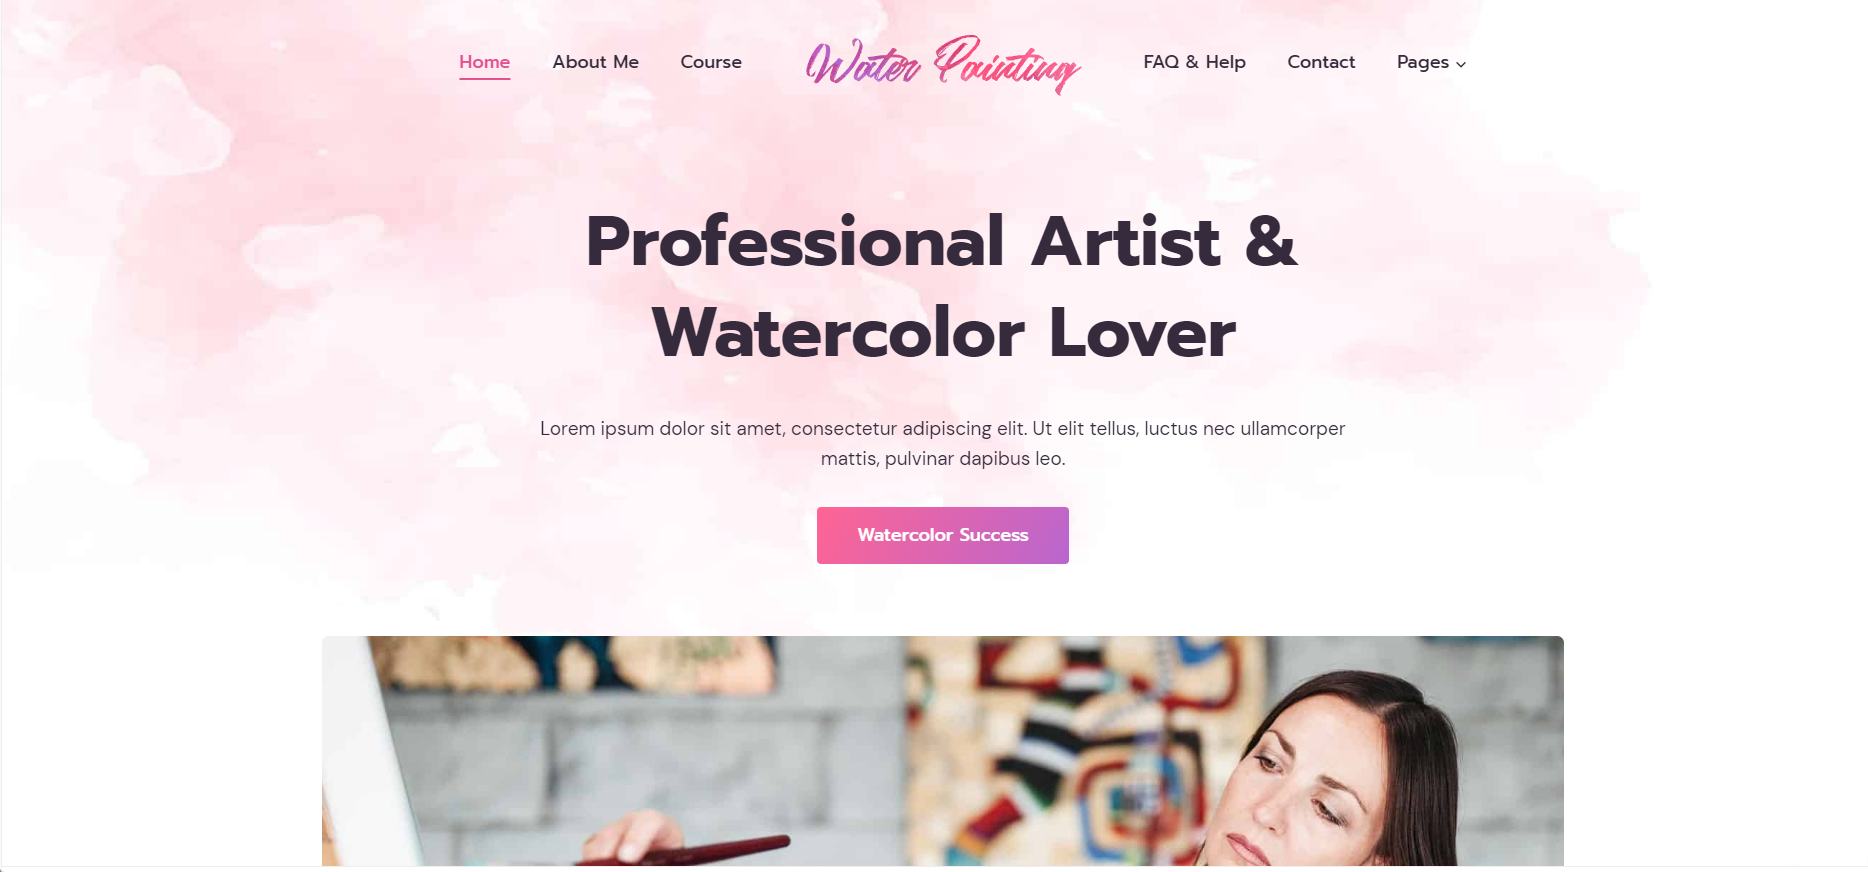 Home About Me Course Water Painting FAQ & Help Contact Pages
Professional Artist &
Watercolor Lover
Lorem ipsum dolor sit amet, consectetur adipiscing elit. Ut elit tellus, luctus nec ullamcorper
mattis, pulvinar dapibus leo.
Watercolor Success